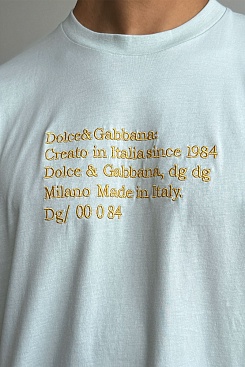 Dolce&Gabbana:
Creato in Italia since 1984
Dolce & Gabbana, dg dg
Milano Made in Italy.
Dg/ 00 0 84